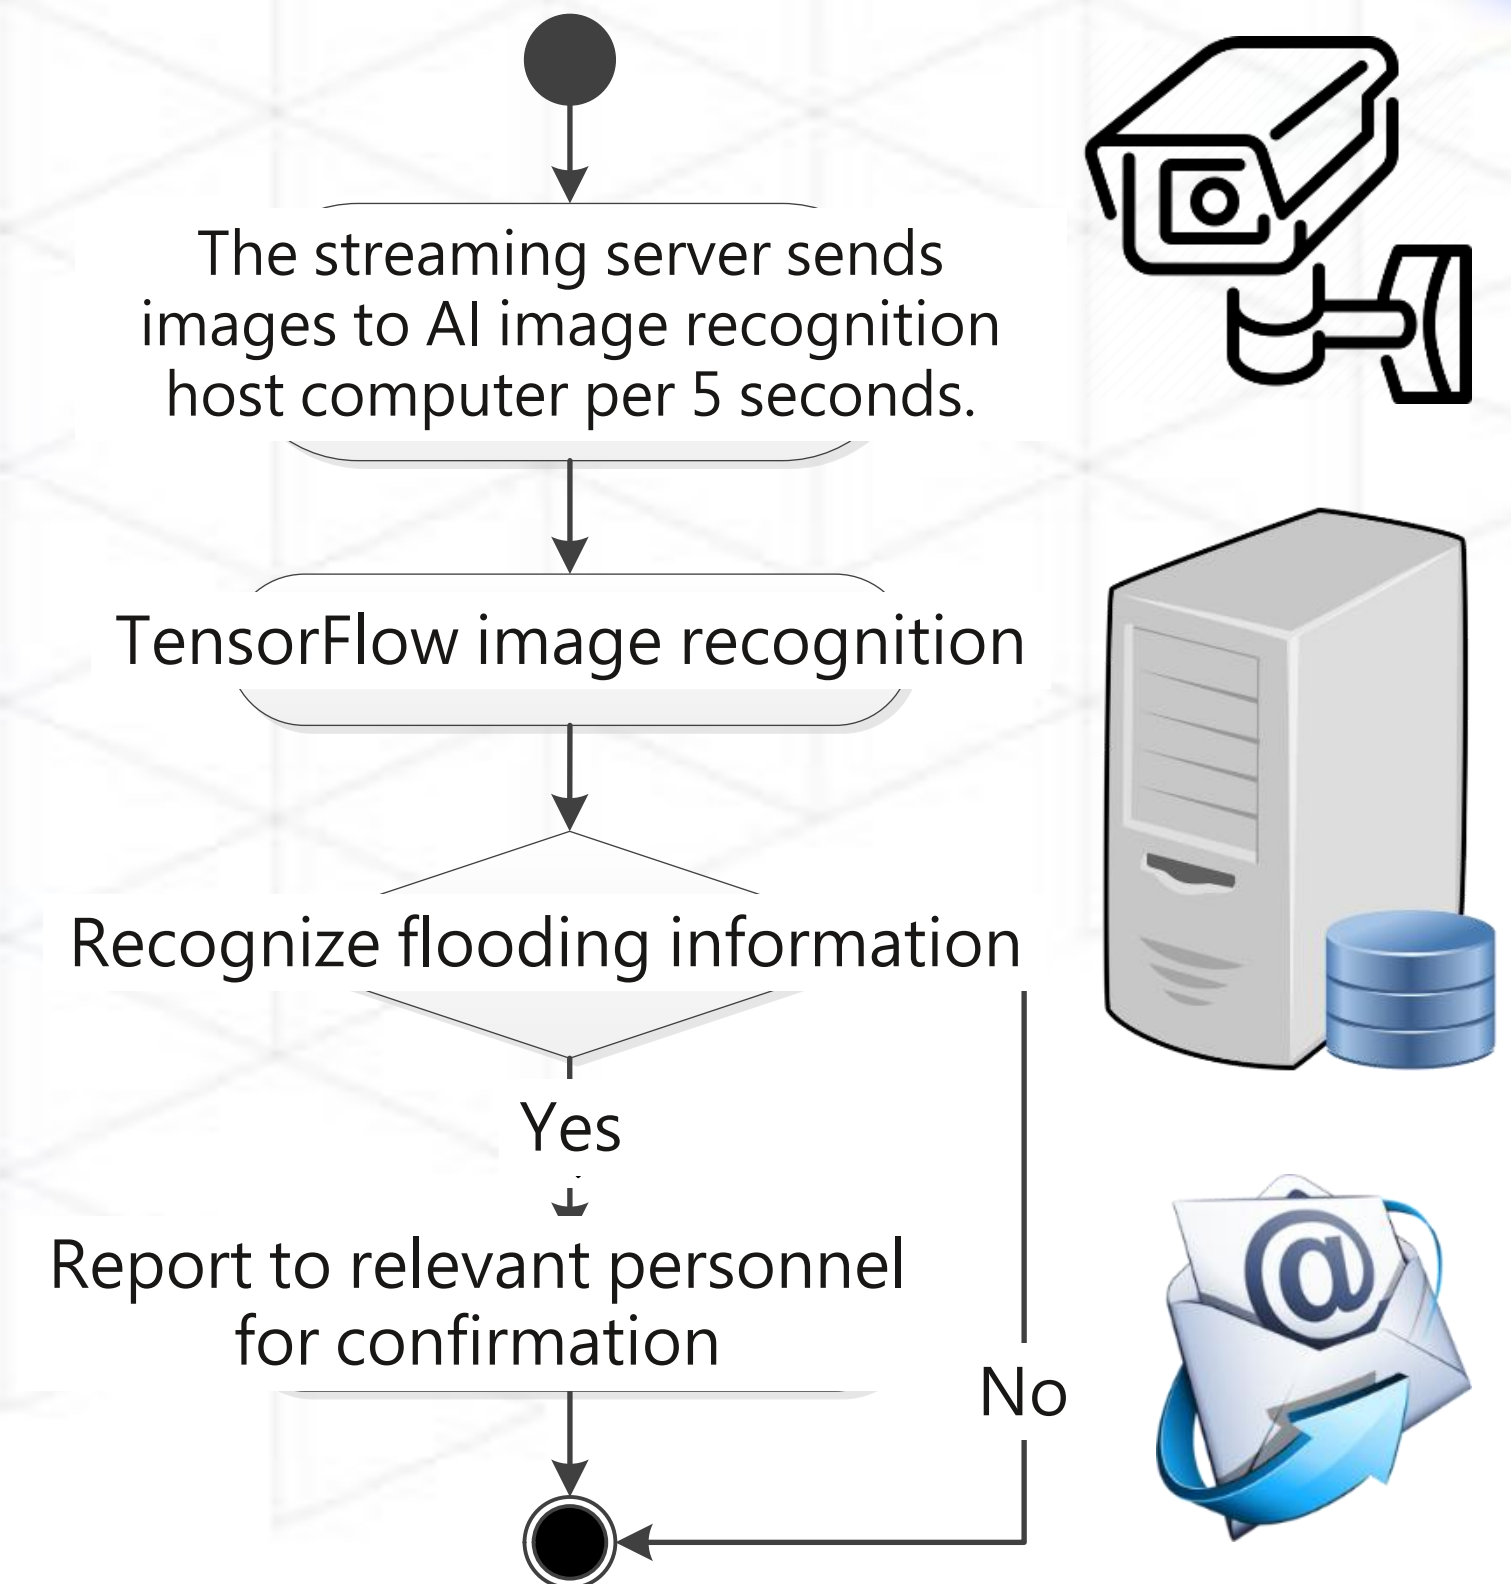 The streaming server sends
images to AI image recognition
host computer per 5 seconds.
TensorFlow image recognition
Recognize flooding information
Yes
Report to relevant personnel
for confirmation
No
@